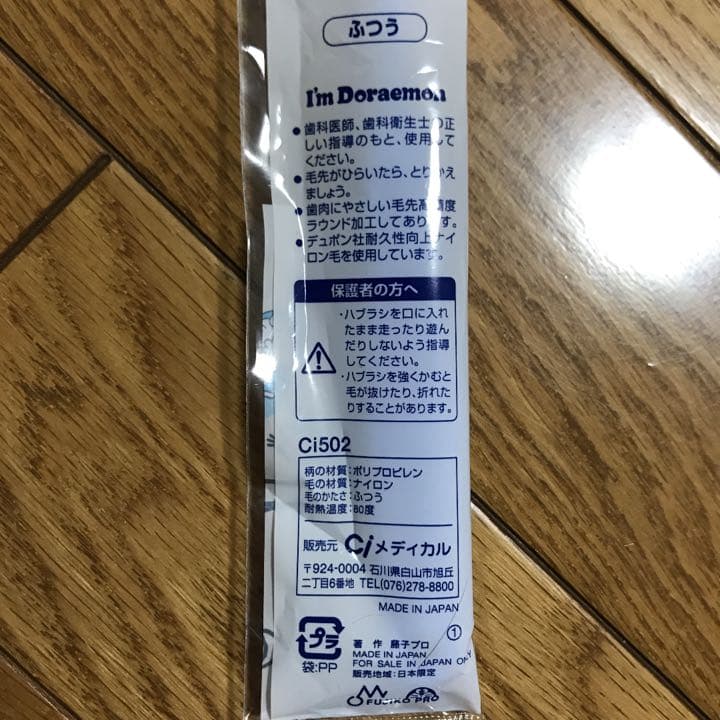 ふつう
I'm Doraemon
●歯科医師、歯科衛生士の正
しい指導のもと、使用して
ください。
●毛先がひらいたら、とりかえ
ましょう。
●歯肉にやさしい毛先高精度
ラウンド加工してあります。
●デュポン社耐久性向上ナイ
ロン毛を使用しています。
保護者の方へ
・ハブラシを口に入れ
たまま走ったり遊ん
だりしないよう指導
してください。
・ハブラシを強くかむと
毛が抜けたり、折れた
りすることがあります。
Ci502
柄の材質:ポリプロピレン
毛の材質:ナイロン
毛のかたさ:ふつう
耐熱温度:80度
販売元 Ciメディカル
〒924-0004 石川県白山市旭丘
二丁目6番地 TEL(076)278-8800
MADE IN JAPAN
プラ
袋:PP
①
著 作 藤子プロ
MADE IN JAPAN
FOR SALE IN JAPAN ONLY
販売地域:日本限定
FUJIKO PRO